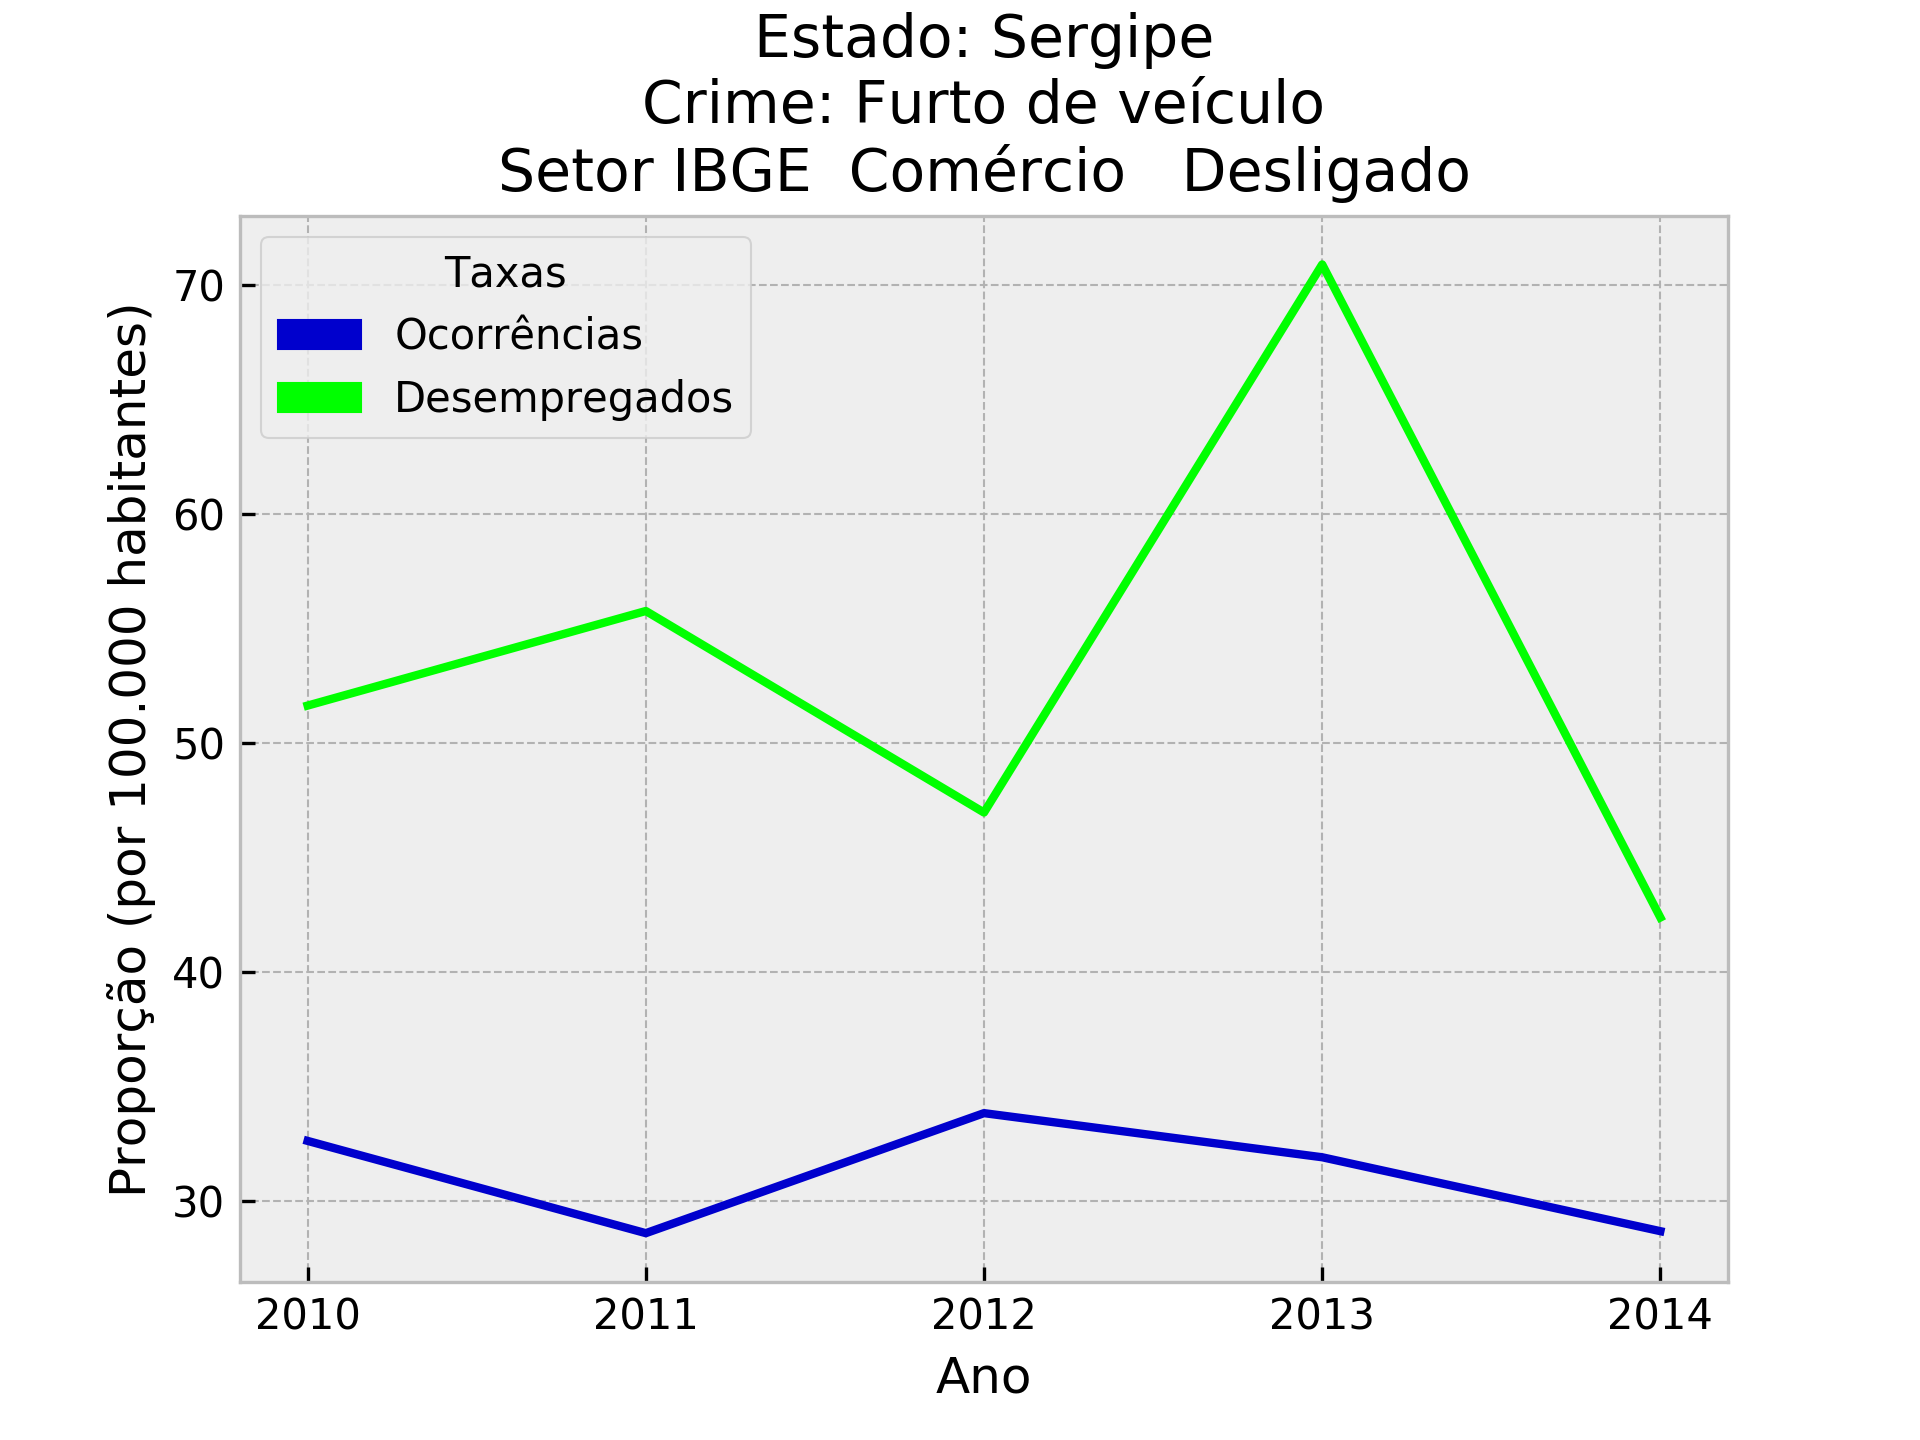 Estado: Sergipe
Crime: Furto de veículo
Setor IBGE  Comércio   Desligado
Taxas
Ocorrências
Desempregados
Proporção (por 100.000 habitantes)
70
60
50
40
30
2010 2011 2012 2013 2014
Ano